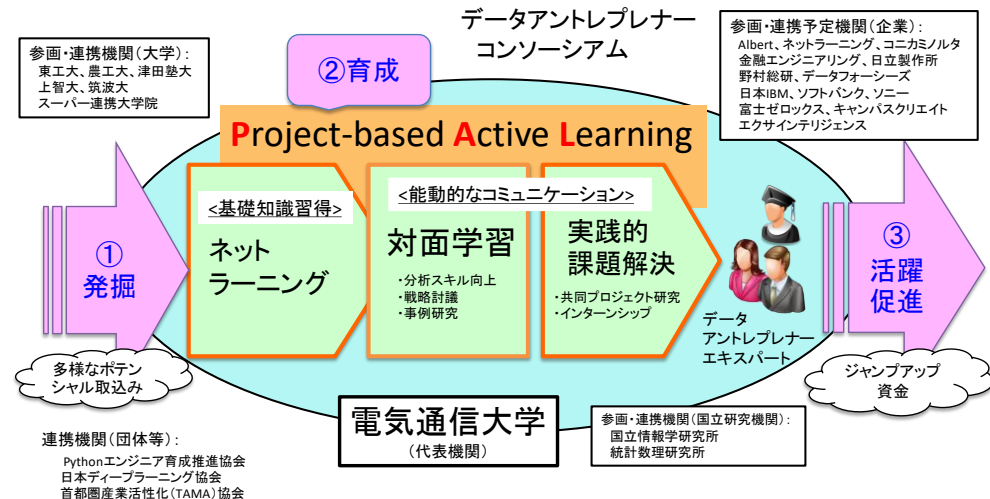 データアントレプレナー
コンソーシアム
参画・連携機関（大学）：
東工大、農工大、津田塾大
上智大、筑波大
スーパー連携大学院
参画・連携予定機関（企業）：
Albert、ネットラーニング、コニカミノルタ
金融エンジニアリング、日立製作所
野村総研、データフォーシーズ
日本IBM、ソフトバンク、ソニー
富士ゼロックス、キャンパスクリエイト
エクサインテリジェンス
②育成
Project-based Active Learning
①
発掘
多様なポテン
シャル取込み
<基礎知識習得>
ネット
ラーニング
<能動的なコミュニケーション>
対面学習
・分析スキル向上
・戦略討議
・事例研究
実践的
課題解決
・共同プロジェクト研究
・インターンシップ
データ
アントレプレナー
エキスパート
③
活躍
促進
ジャンプアップ
資金
電気通信大学
（代表機関）
参画・連携機関（国立研究機関）：
国立情報学研究所
統計数理研究所
連携機関（団体等）：
Pythonエンジニア育成推進協会
日本ディープラーニング協会
首都圏産業活性化（TAMA）協会